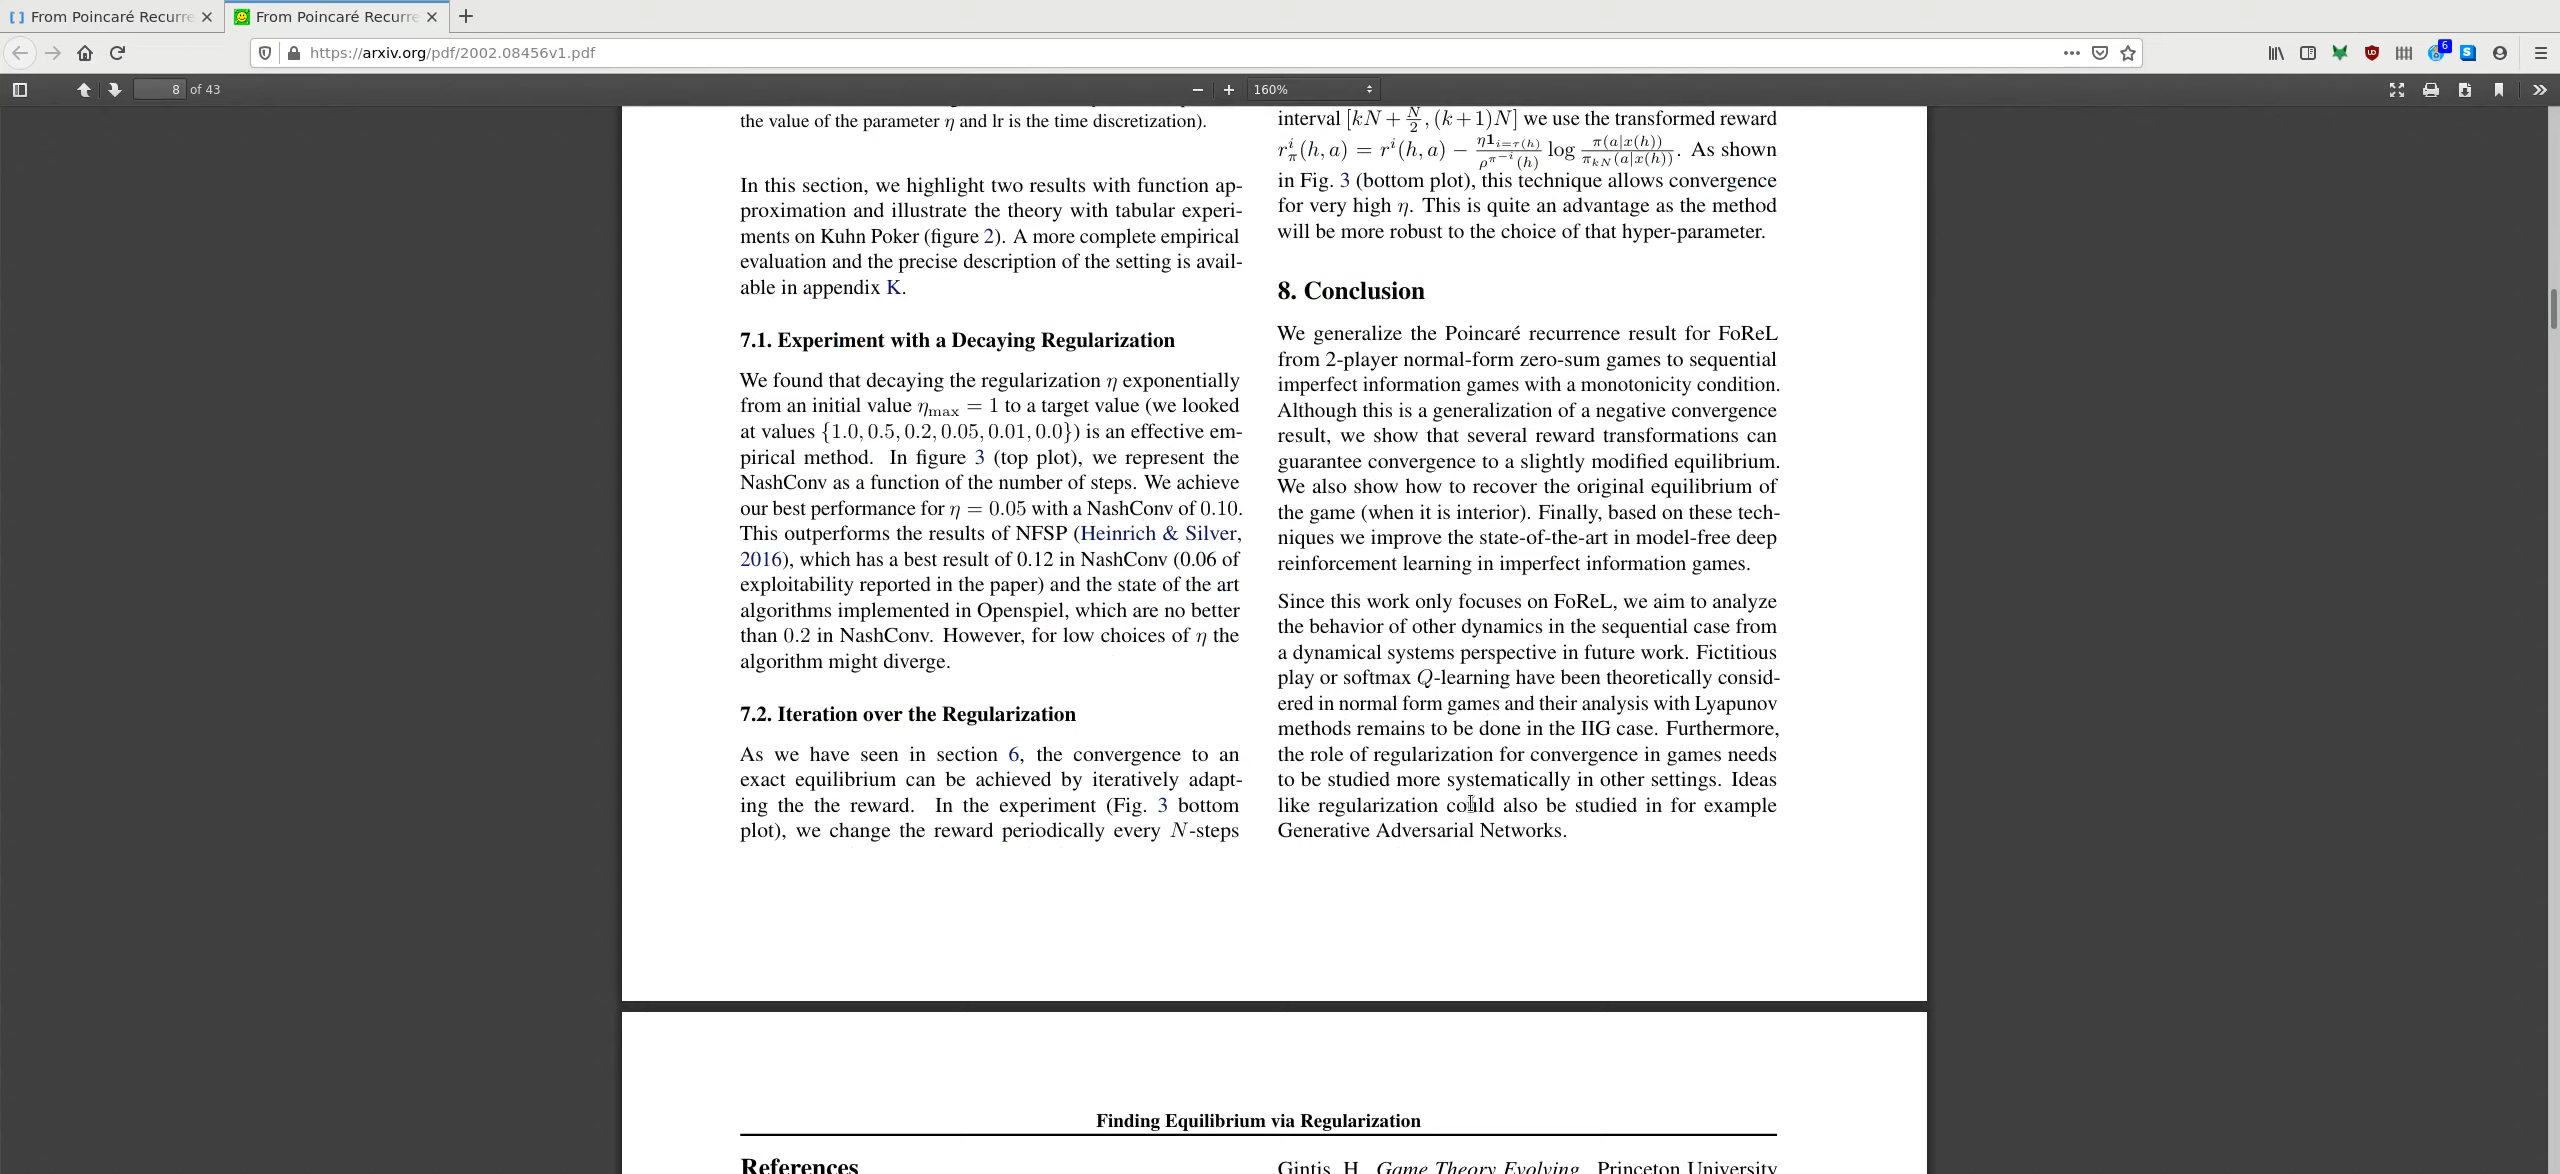 From Poincaré Recurre
From Poincaré Recurre
https://arxiv.org/pdf/2002.08456v1.pdf
6
8 of 43
160%
the value of the parameter η and lr is the time discretization).
In this section, we highlight two results with function ap-
proximation and illustrate the theory with tabular experi-
ments on Kuhn Poker (figure 2). A more complete empirical
evaluation and the precise description of the setting is avail-
able in appendix K.
7.1. Experiment with a Decaying Regularization
We found that decaying the regularization η exponentially
from an initial value η_max = 1 to a target value (we looked
at values {1.0, 0.5, 0.2, 0.05, 0.01, 0.0}) is an effective em-
pirical method. In figure 3 (top plot), we represent the
NashConv as a function of the number of steps. We achieve
our best performance for η = 0.05 with a NashConv of 0.10.
This outperforms the results of NFSP (Heinrich & Silver,
2016), which has a best result of 0.12 in NashConv (0.06 of
exploitability reported in the paper) and the state of the art
algorithms implemented in Openspiel, which are no better
than 0.2 in NashConv. However, for low choices of η the
algorithm might diverge.
7.2. Iteration over the Regularization
As we have seen in section 6, the convergence to an
exact equilibrium can be achieved by iteratively adapt-
ing the the reward. In the experiment (Fig. 3 bottom
plot), we change the reward periodically every N-steps
interval [kN + N/2, (k+1)N] we use the transformed reward
r^i_π(h, a) = r^i(h, a) − η1_{i=τ(h)}/ρ^{π^{−i}}(h) log π(a|x(h))/π_{kN}(a|x(h)). As shown
in Fig. 3 (bottom plot), this technique allows convergence
for very high η. This is quite an advantage as the method
will be more robust to the choice of that hyper-parameter.
8. Conclusion
We generalize the Poincaré recurrence result for FoReL
from 2-player normal-form zero-sum games to sequential
imperfect information games with a monotonicity condition.
Although this is a generalization of a negative convergence
result, we show that several reward transformations can
guarantee convergence to a slightly modified equilibrium.
We also show how to recover the original equilibrium of
the game (when it is interior). Finally, based on these tech-
niques we improve the state-of-the-art in model-free deep
reinforcement learning in imperfect information games.
Since this work only focuses on FoReL, we aim to analyze
the behavior of other dynamics in the sequential case from
a dynamical systems perspective in future work. Fictitious
play or softmax Q-learning have been theoretically consid-
ered in normal form games and their analysis with Lyapunov
methods remains to be done in the IIG case. Furthermore,
the role of regularization for convergence in games needs
to be studied more systematically in other settings. Ideas
like regularization could also be studied in for example
Generative Adversarial Networks.
Finding Equilibrium via Regularization
References
Gintis, H. Game Theory Evolving. Princeton University